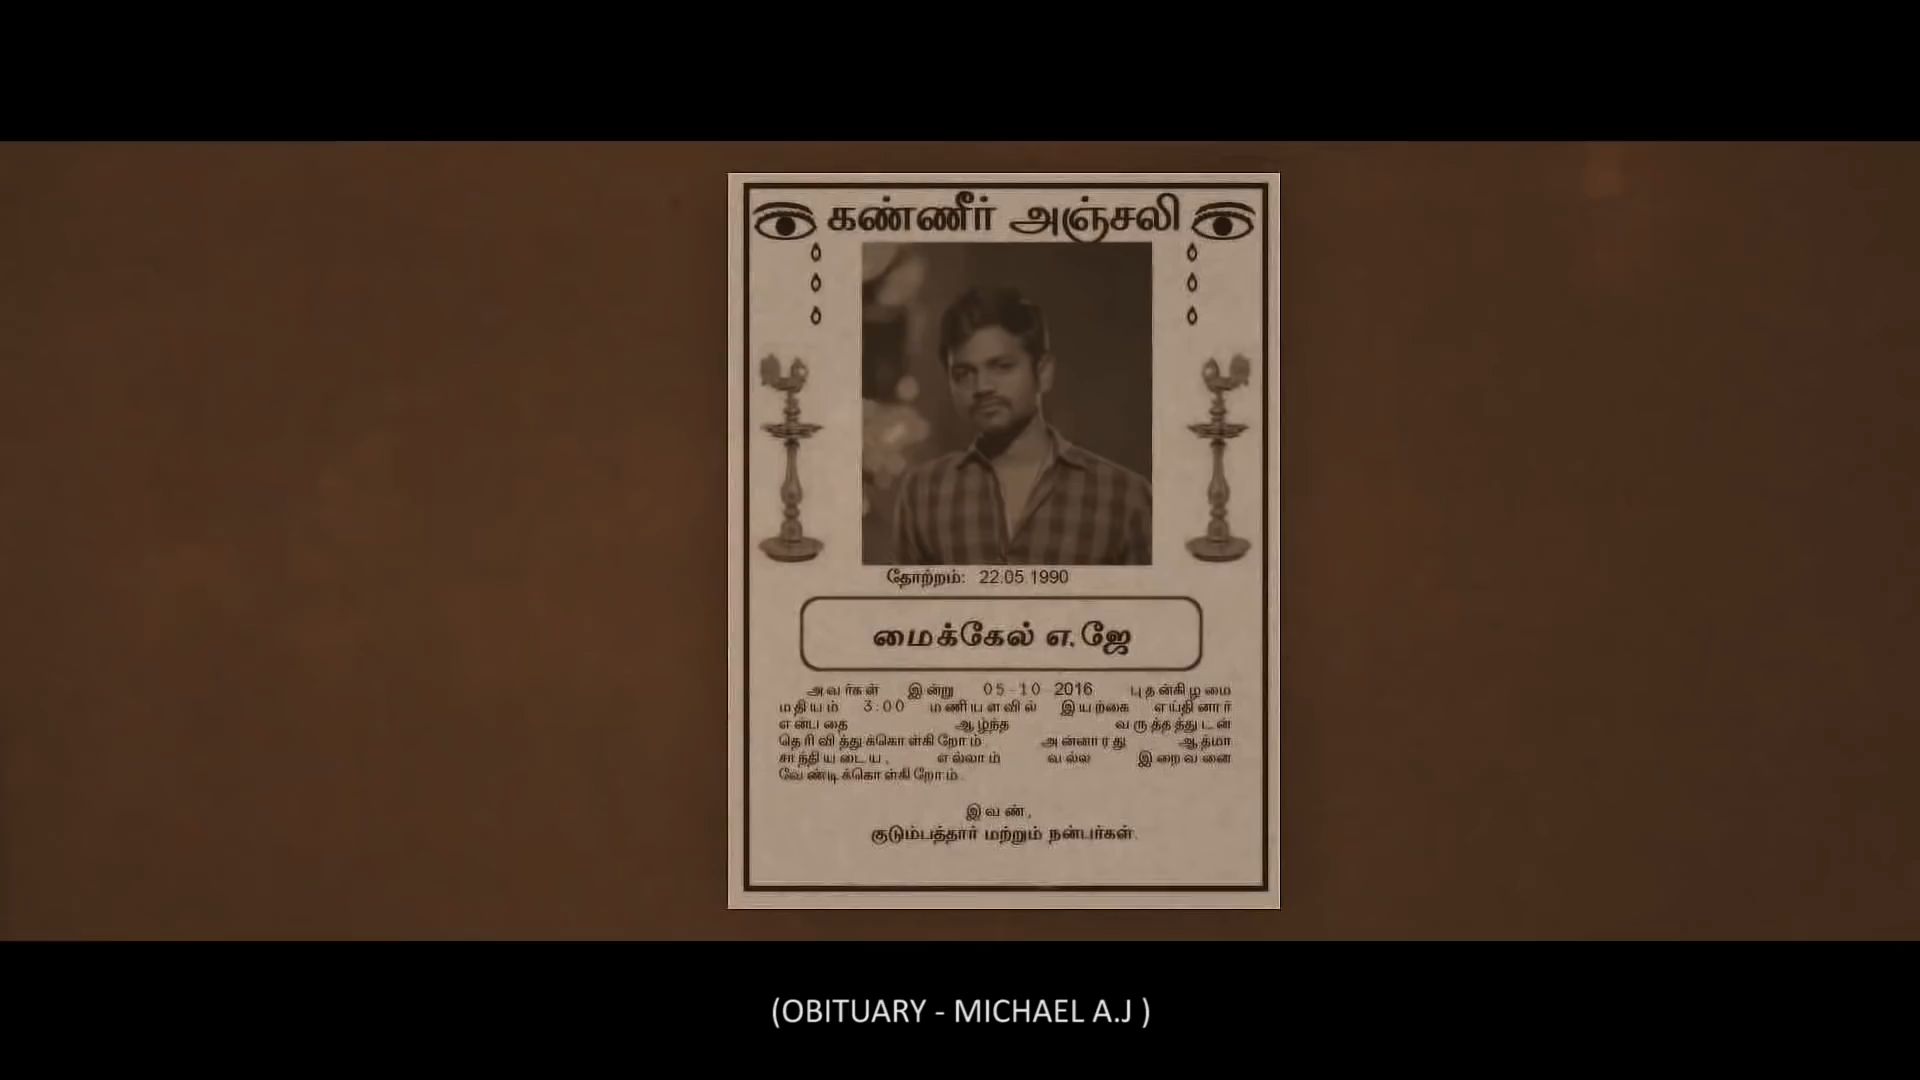 கண்ணீர் அஞ்சலி
தோற்றம்: 22.05.1990
மைக்கேல் எ.ஜே
அவர்கள் இன்று 05-10-2016 புதன்கிழமை
மதியம் 3:00 மணியளவில் இயற்கை எய்தினார்
என்பதை ஆழ்ந்த வருத்தத்துடன்
தெரிவித்துக்கொள்கிறோம். அன்னாரது ஆத்மா
சாந்தியடைய, எல்லாம் வல்ல இறைவனை
வேண்டிக்கொள்கிறோம்.
இவண்,
குடும்பத்தார் மற்றும் நன்பர்கள்.
(OBITUARY - MICHAEL A.J )